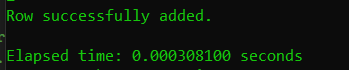 Row successfully added.
Elapsed time: 0.000308100 seconds